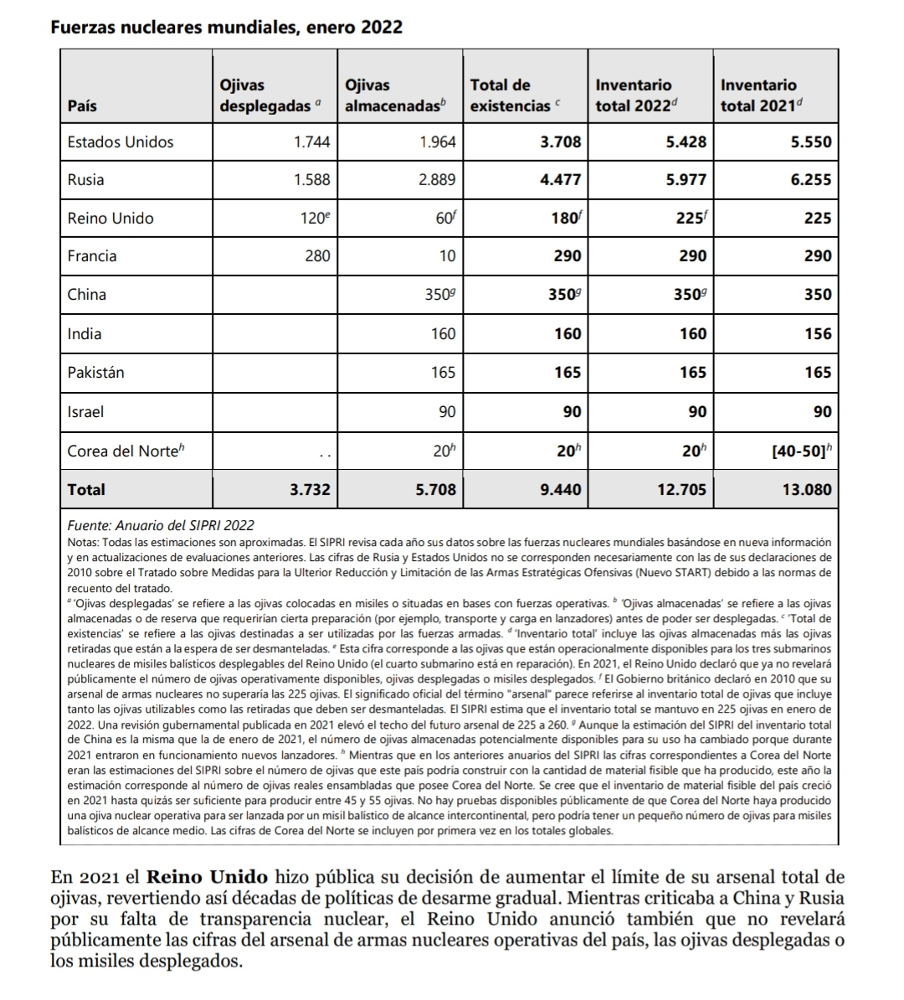 Fuerzas nucleares mundiales, enero 2022
País
Ojivas
desplegadas a
Ojivas
almacenadasb
Total de
existencias c
Inventario
total 2022d
Inventario
total 2021d
Estados Unidos 1.744 1.964 3.708 5.428 5.550
Rusia 1.588 2.889 4.477 5.977 6.255
Reino Unido 120e 60f 180f 225f 225
Francia 280 10 290 290 290
China 350g 350g 350g 350
India 160 160 160 156
Pakistán 165 165 165 165
Israel 90 90 90 90
Corea del Norteh . . 20h 20h 20h [40-50]h
Total 3.732 5.708 9.440 12.705 13.080
Fuente: Anuario del SIPRI 2022
Notas: Todas las estimaciones son aproximadas. El SIPRI revisa cada año sus datos sobre las fuerzas nucleares mundiales basándose en nueva información
y en actualizaciones de evaluaciones anteriores. Las cifras de Rusia y Estados Unidos no se corresponden necesariamente con las de sus declaraciones de
2010 sobre el Tratado sobre Medidas para la Ulterior Reducción y Limitación de las Armas Estratégicas Ofensivas (Nuevo START) debido a las normas de
recuento del tratado.
a 'Ojivas desplegadas' se refiere a las ojivas colocadas en misiles o situadas en bases con fuerzas operativas. b 'Ojivas almacenadas' se refiere a las ojivas
almacenadas o de reserva que requerirían cierta preparación (por ejemplo, transporte y carga en lanzadores) antes de poder ser desplegadas. c 'Total de
existencias' se refiere a las ojivas destinadas a ser utilizadas por las fuerzas armadas. d 'Inventario total' incluye las ojivas almacenadas más las ojivas
retiradas que están a la espera de ser desmanteladas. e Esta cifra corresponde a las ojivas que están operacionalmente disponibles para los tres submarinos
nucleares de misiles balísticos desplegables del Reino Unido (el cuarto submarino está en reparación). En 2021, el Reino Unido declaró que ya no revelará
públicamente el número de ojivas operativamente disponibles, ojivas desplegadas o misiles desplegados. f El Gobierno británico declaró en 2010 que su
arsenal de armas nucleares no superaría las 225 ojivas. El significado oficial del término "arsenal" parece referirse al inventario total de ojivas que incluye
tanto las ojivas utilizables como las retiradas que deben ser desmanteladas. El SIPRI estima que el inventario total se mantuvo en 225 ojivas en enero de
2022. Una revisión gubernamental publicada en 2021 elevó el techo del futuro arsenal de 225 a 260. g Aunque la estimación del SIPRI del inventario total
de China es la misma que la de enero de 2021, el número de ojivas almacenadas potencialmente disponibles para su uso ha cambiado porque durante
2021 entraron en funcionamiento nuevos lanzadores. h Mientras que en los anteriores anuarios del SIPRI las cifras correspondientes a Corea del Norte
eran las estimaciones del SIPRI sobre el número de ojivas que este país podría construir con la cantidad de material fisible que ha producido, este año la
estimación corresponde al número de ojivas reales ensambladas que posee Corea del Norte. Se cree que el inventario de material fisible del país creció
en 2021 hasta quizás ser suficiente para producir entre 45 y 55 ojivas. No hay pruebas disponibles públicamente de que Corea del Norte haya producido
una ojiva nuclear operativa para ser lanzada por un misil balístico de alcance intercontinental, pero podría tener un pequeño número de ojivas para misiles
balísticos de alcance medio. Las cifras de Corea del Norte se incluyen por primera vez en los totales globales.
En 2021 el Reino Unido hizo pública su decisión de aumentar el límite de su arsenal total de
ojivas, revertiendo así décadas de políticas de desarme gradual. Mientras criticaba a China y Rusia
por su falta de transparencia nuclear, el Reino Unido anunció también que no revelará
públicamente las cifras del arsenal de armas nucleares operativas del país, las ojivas desplegadas o
los misiles desplegados.